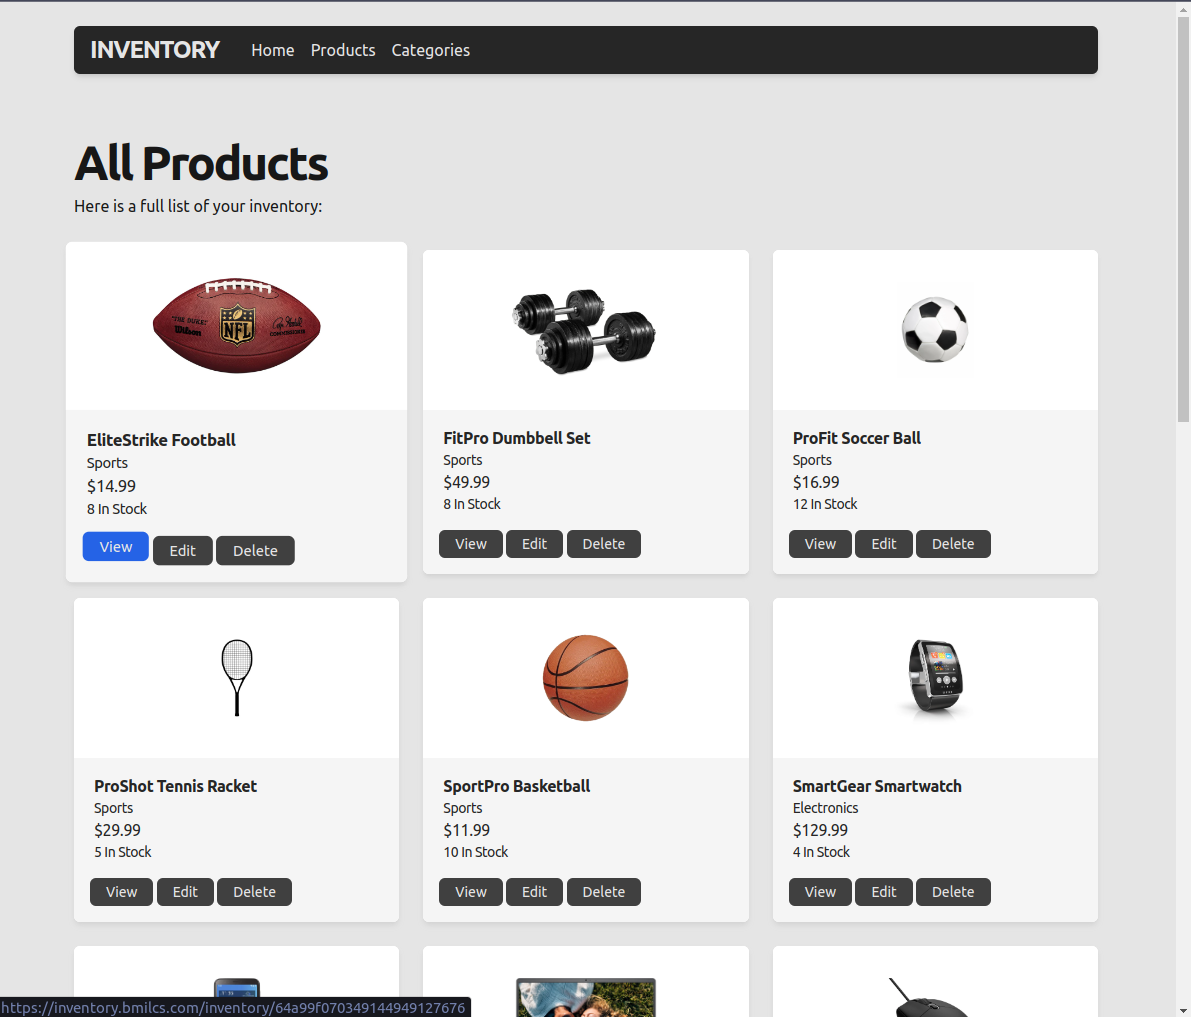 INVENTORY Home Products Categories
All Products
Here is a full list of your inventory:
"THE DUKE"
Wilson
NFL
COMMISSIONER
EliteStrike Football
Sports
$14.99
8 In Stock
View Edit Delete
FitPro Dumbbell Set
Sports
$49.99
8 In Stock
View Edit Delete
ProFit Soccer Ball
Sports
$16.99
12 In Stock
View Edit Delete
ProShot Tennis Racket
Sports
$29.99
5 In Stock
View Edit Delete
SportPro Basketball
Sports
$11.99
10 In Stock
View Edit Delete
SmartGear Smartwatch
Electronics
$129.99
4 In Stock
View Edit Delete
https://inventory.bmilcs.com/inventory/64a99f070349144949127676